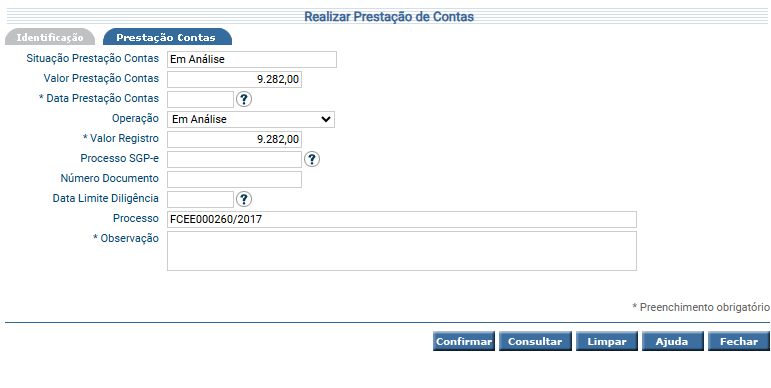 Realizar Prestação de Contas
Identificação Prestação Contas
Situação Prestação Contas Em Análise
Valor Prestação Contas 9.282,00
* Data Prestação Contas ?
Operação Em Análise
* Valor Registro 9.282,00
Processo SGP-e ?
Número Documento
Data Limite Diligência ?
Processo FCEE000260/2017
* Observação
* Preenchimento obrigatório
Confirmar Consultar Limpar Ajuda Fechar